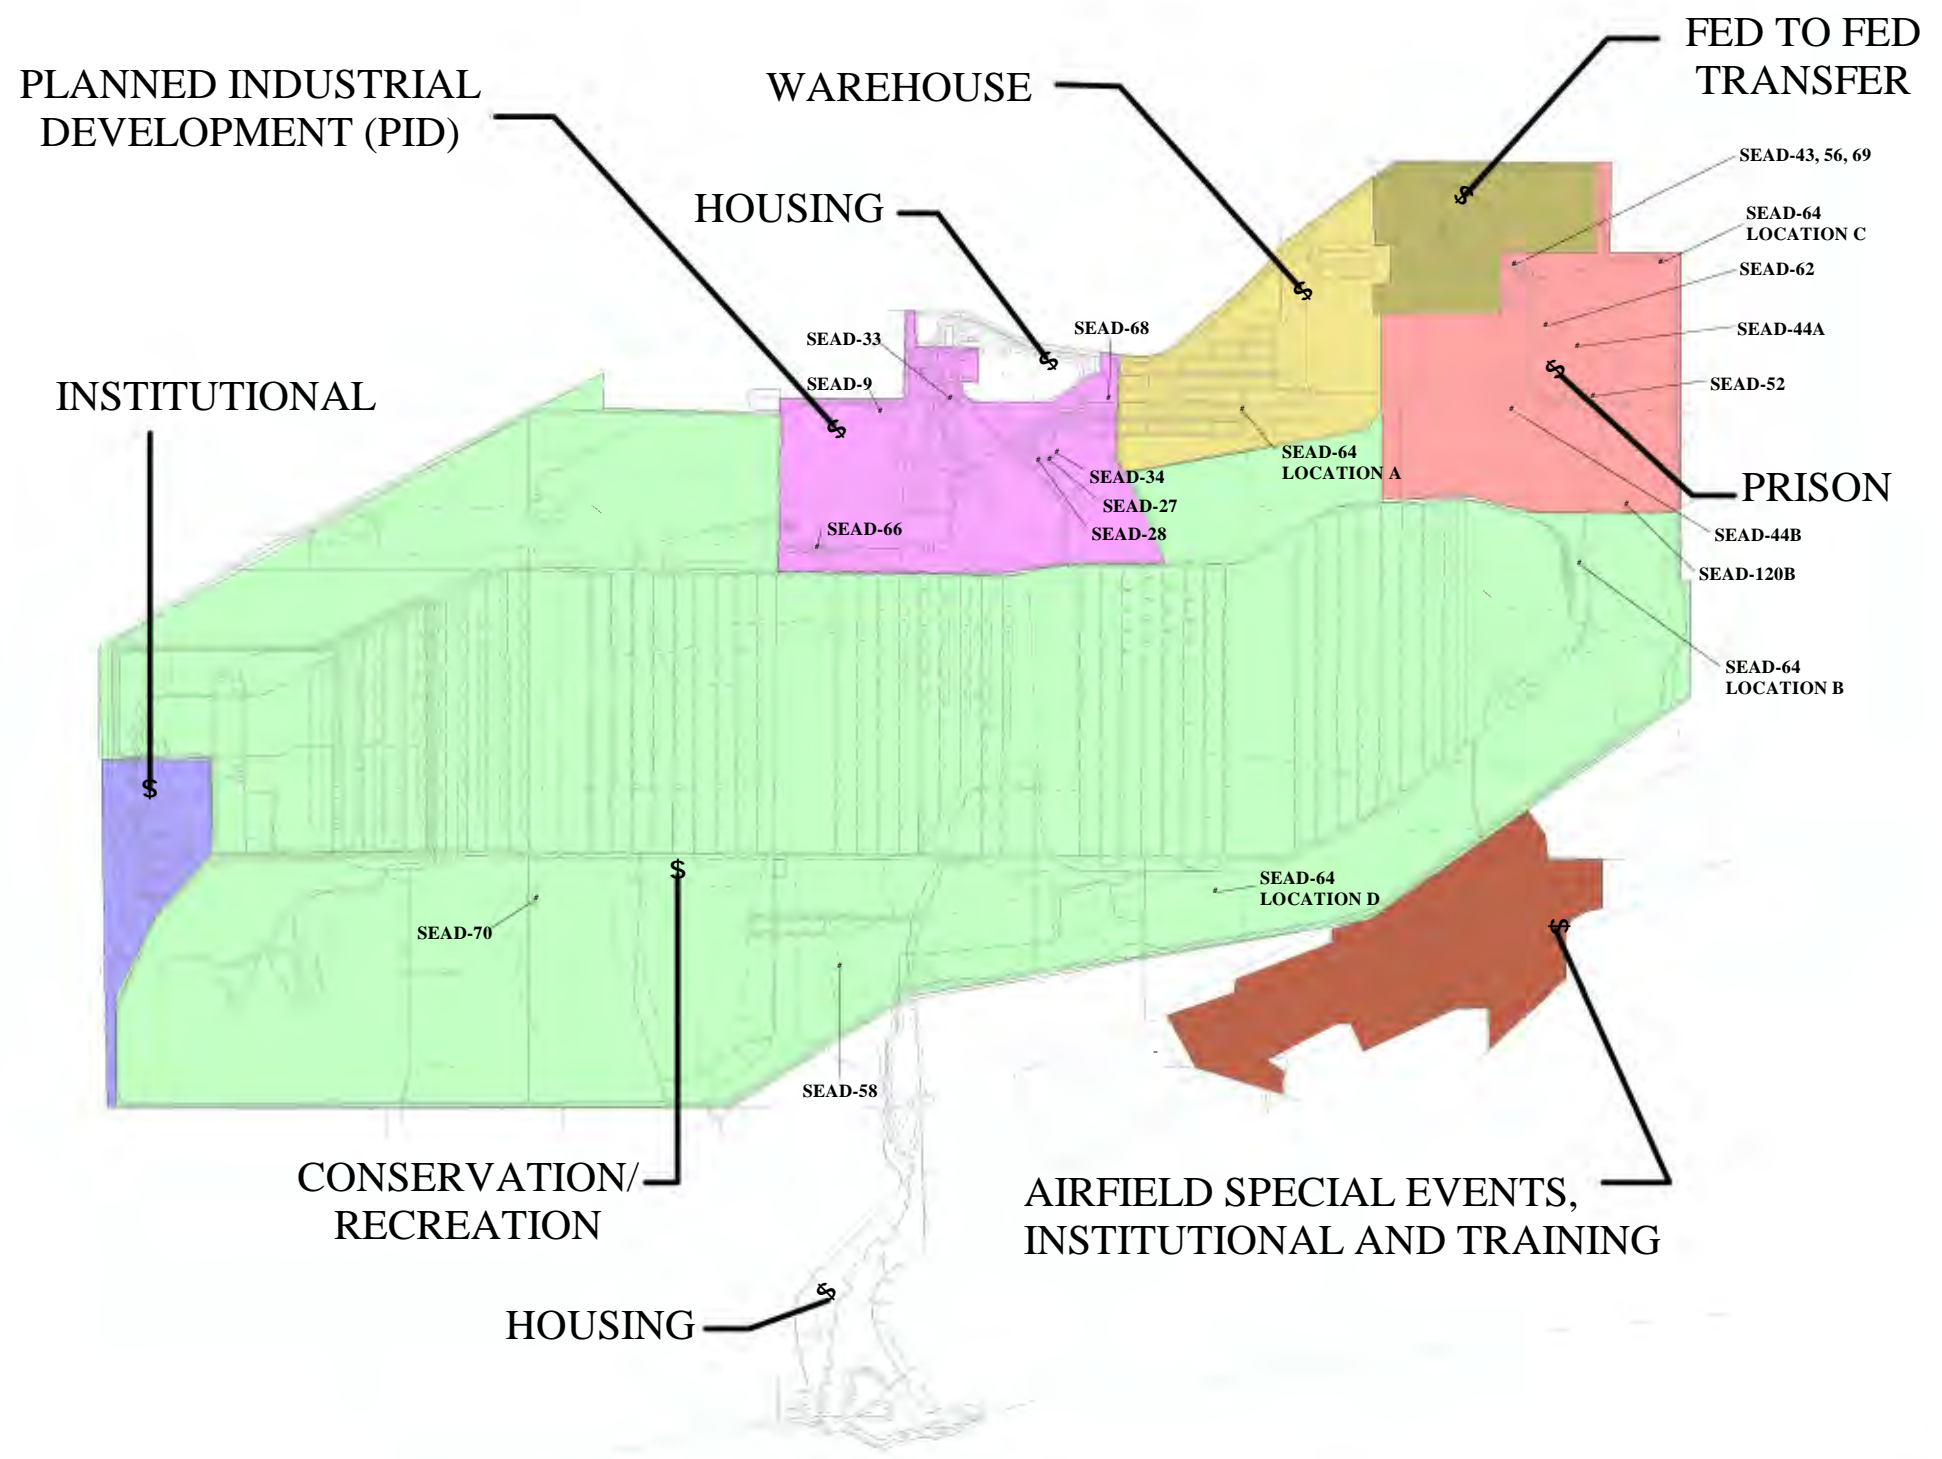 FED TO FED
TRANSFER
PLANNED INDUSTRIAL
DEVELOPMENT (PID)
WAREHOUSE
SEAD-43, 56, 69
HOUSING
SEAD-64
LOCATION C
SEAD-62
SEAD-68
SEAD-44A
SEAD-33
SEAD-9
SEAD-52
INSTITUTIONAL
SEAD-64
LOCATION A
SEAD-34
PRISON
SEAD-27
SEAD-66
SEAD-28
SEAD-44B
SEAD-120B
SEAD-64
LOCATION B
SEAD-64
LOCATION D
SEAD-70
SEAD-58
CONSERVATION/
RECREATION
AIRFIELD SPECIAL EVENTS,
INSTITUTIONAL AND TRAINING
HOUSING